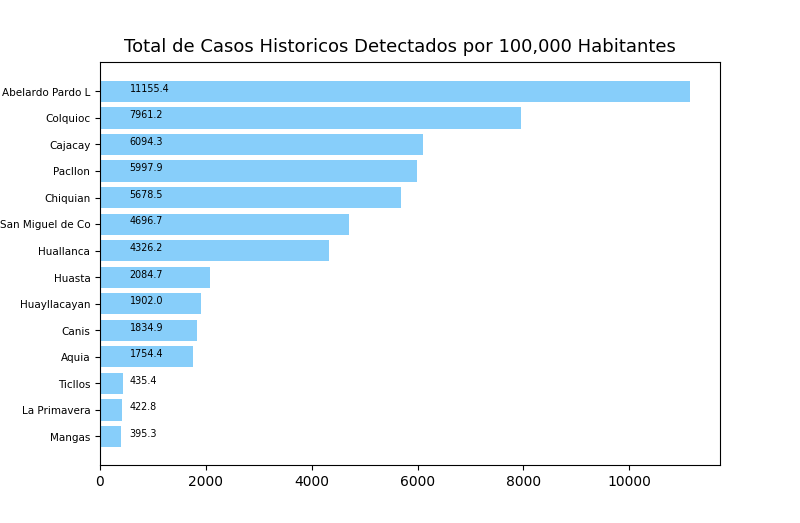 Total de Casos Historicos Detectados por 100,000 Habitantes
Abelardo Pardo L 11155.4
Colquioc 7961.2
Cajacay 6094.3
Pacllon 5997.9
Chiquian 5678.5
San Miguel de Co 4696.7
Huallanca 4326.2
Huasta 2084.7
Huayllacayan 1902.0
Canis 1834.9
Aquia 1754.4
Ticllos 435.4
La Primavera 422.8
Mangas 395.3
0 2000 4000 6000 8000 10000